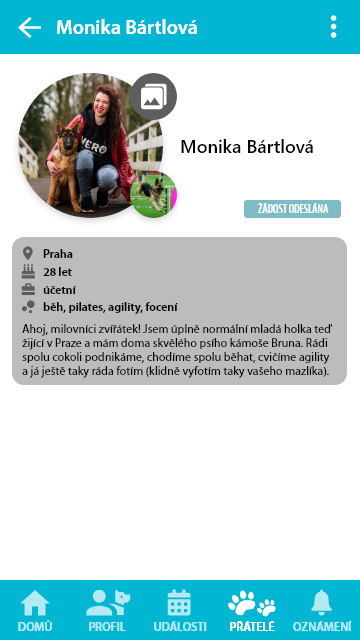 Monika Bártlová
HERO
Monika Bártlová
ŽÁDOST ODESLÁNA
Praha
28 let
účetní
běh, pilates, agility, focení
Ahoj, milovníci zvířátek! Jsem úplně normální mladá holka teď
žijící v Praze a mám doma skvělého psího kámoše Bruna. Rádi
spolu cokoli podnikáme, chodíme spolu běhat, cvičíme agility
a já ještě taky ráda fotím (klidně vyfotím taky vašeho mazlíka).
DOMŮ PROFIL UDÁLOSTI PŘÁTELÉ OZNÁMENÍ